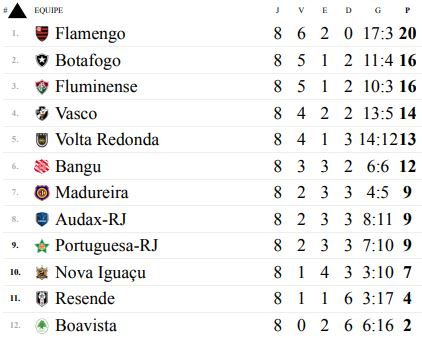 # EQUIPE J V E D G P
1. Flamengo 8 6 2 0 17:3 20
2. Botafogo 8 5 1 2 11:4 16
3. Fluminense 8 5 1 2 10:3 16
4. Vasco 8 4 2 2 13:5 14
5. Volta Redonda 8 4 1 3 14:12 13
6. Bangu 8 3 3 2 6:6 12
7. Madureira 8 2 3 3 4:5 9
8. Audax-RJ 8 2 3 3 8:11 9
9. Portuguesa-RJ 8 2 3 3 7:10 9
10. Nova Iguaçu 8 1 4 3 3:10 7
11. Resende 8 1 1 6 3:17 4
12. Boavista 8 0 2 6 6:16 2